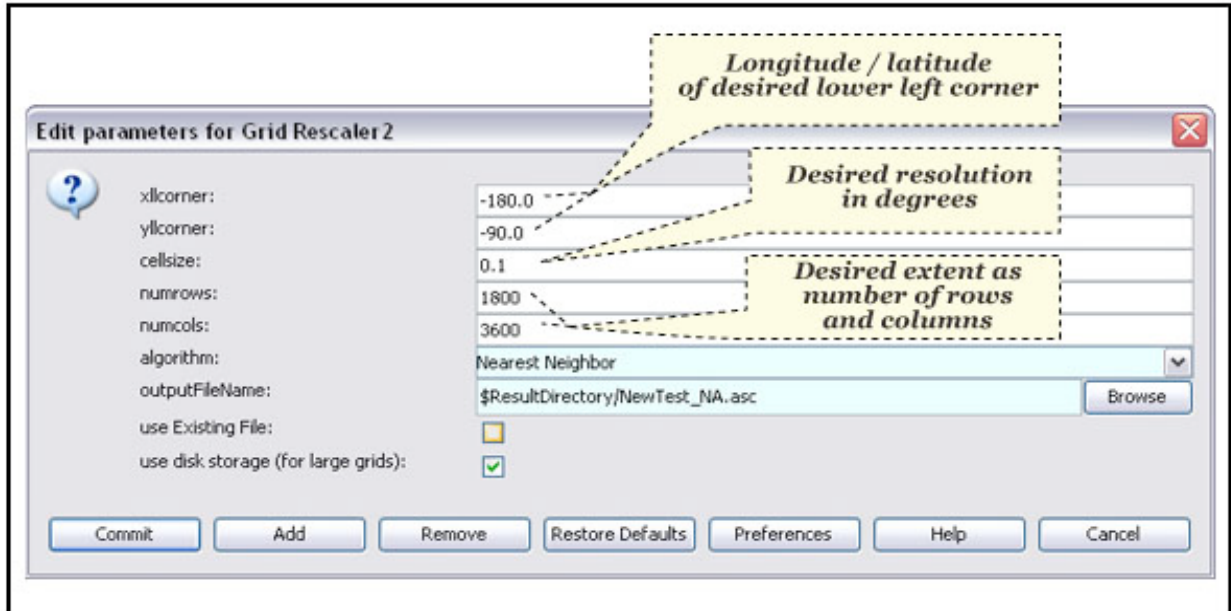 Longitude / latitude
of desired lower left corner
Edit parameters for Grid Rescaler2
Desired resolution
in degrees
xllcorner: -180.0
yllcorner: -90.0
cellsize: 0.1
Desired extent as
number of rows
and columns
numrows: 1800
numcols: 3600
algorithm: Nearest Neighbor
outputFileName: $ResultDirectory/NewTest_NA.asc Browse
use Existing File:
use disk storage (for large grids):
Commit Add Remove Restore Defaults Preferences Help Cancel